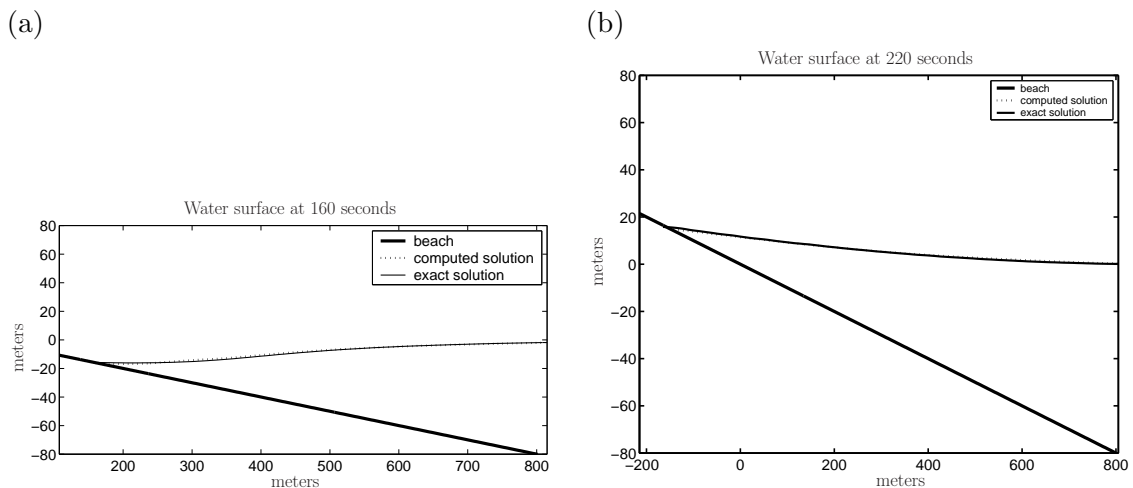 (a)
Water surface at 160 seconds
80
60
40
20
0
−20
−40
−60
−80
meters
beach
computed solution
exact solution
200
300
400
500
600
700
800
meters
(b)
Water surface at 220 seconds
80
60
40
20
0
−20
−40
−60
−80
meters
beach
computed solution
exact solution
−200
0
200
400
600
800
meters